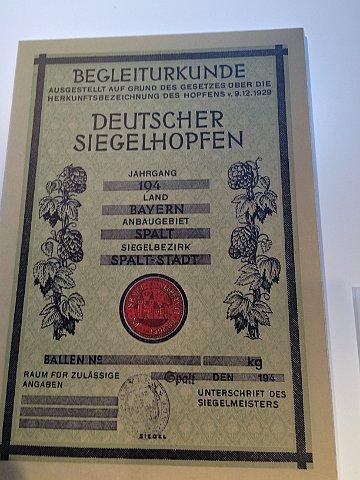 BEGLEITURKUNDE
AUSGESTELLT AUF GRUND DES GESETZES ÜBER DIE
HERKUNFTSBEZEICHNUNG DES HOPFENS v. 9.12.1929
DEUTSCHER
SIEGELHOPFEN
JAHRGANG
194
LAND
BAYERN
ANBAUGEBIET
SPALT
SIEGELBEZIRK
SPALT-STADT
BALLEN Nº kg
RAUM FÜR ZULÄSSIGE
ANGABEN
Spalt DEN 194
UNTERSCHRIFT DES
SIEGELMEISTERS
SIEGEL